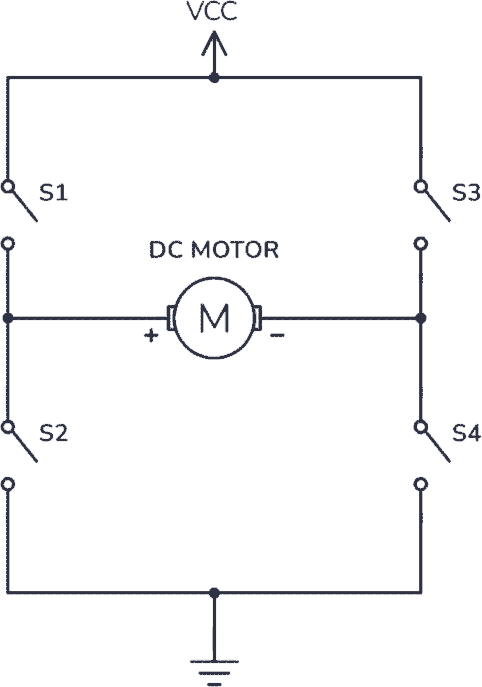 VCC
S1
S3
DC MOTOR
M
+ −
S2
S4